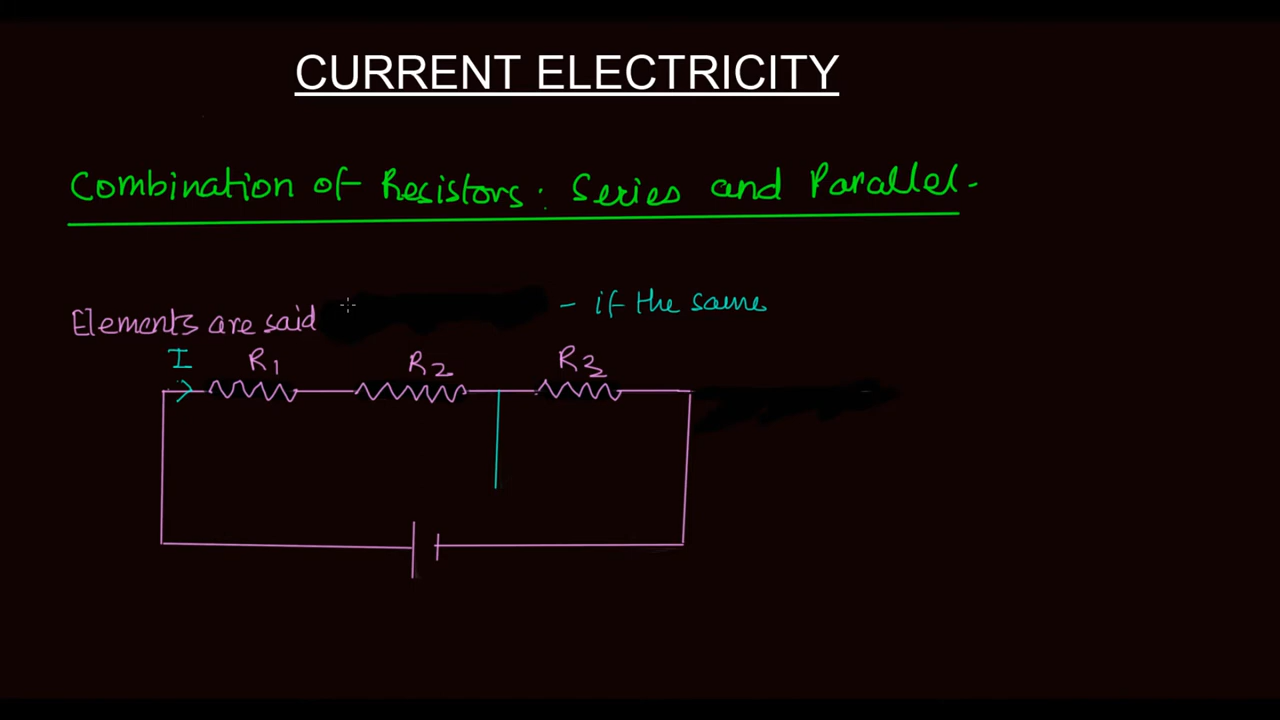 CURRENT ELECTRICITY
Combination of Resistors: Series and Parallel.
Elements are said - if the same
I R1 R2 R3